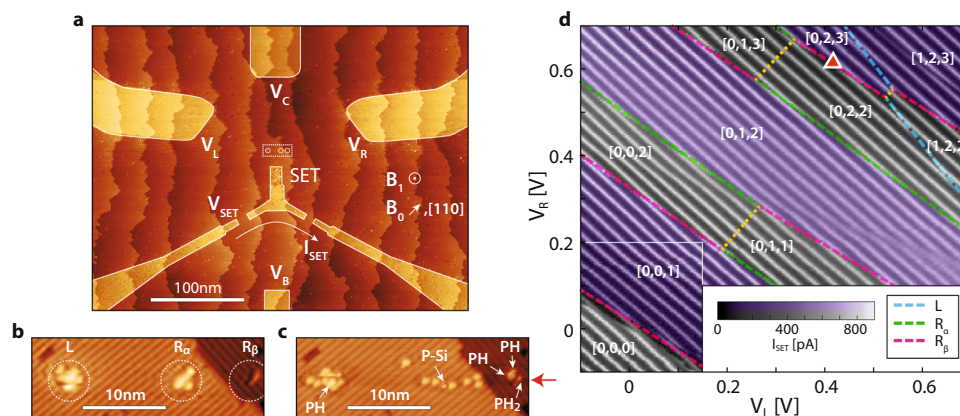 a
V_C
V_L
V_R
SET
B_1 ⊙
B_0 ↗,[110]
V_SET
I_SET
V_B
100nm
b
L
R_α
R_β
10nm
c
P-Si
PH
PH
PH
PH_2
10nm
d
[0,1,3]
[0,2,3]
[1,2,3]
[0,2,2]
[0,1,2]
[1,2,2
[0,0,2]
[0,1,1]
[0,0,1]
[0,0,0]
0.6
0.4
0.2
0
V_R [V]
0
0.2
0.4
0.6
V_L [V]
0
400
800
I_SET [pA]
L
R_α
R_β